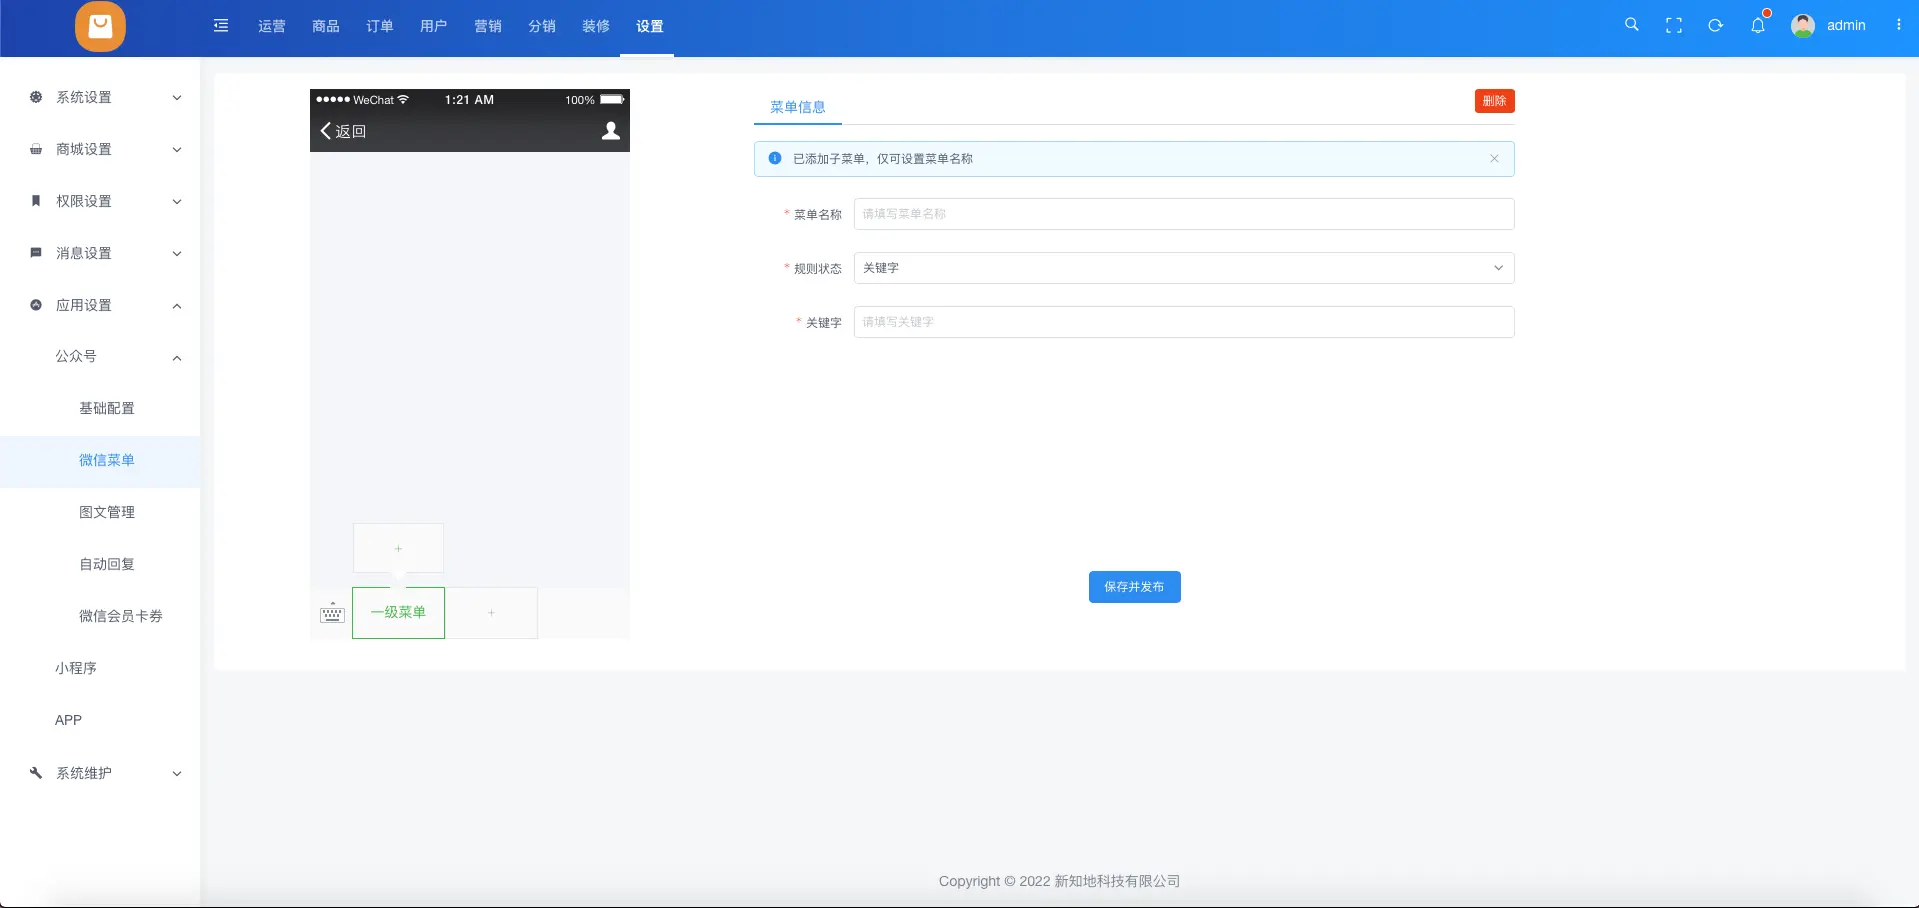 运营 商品 订单 用户 营销 分销 装修 设置 admin
系统设置
商城设置
权限设置
消息设置
应用设置
公众号
基础配置
微信菜单
图文管理
自动回复
微信会员卡券
小程序
APP
系统维护
WeChat 1:21 AM 100%
返回
+
一级菜单 +
菜单信息 删除
已添加子菜单，仅可设置菜单名称
* 菜单名称 请填写菜单名称
* 规则状态 关键字
* 关键字 请填写关键字
保存并发布
Copyright © 2022 新知地科技有限公司